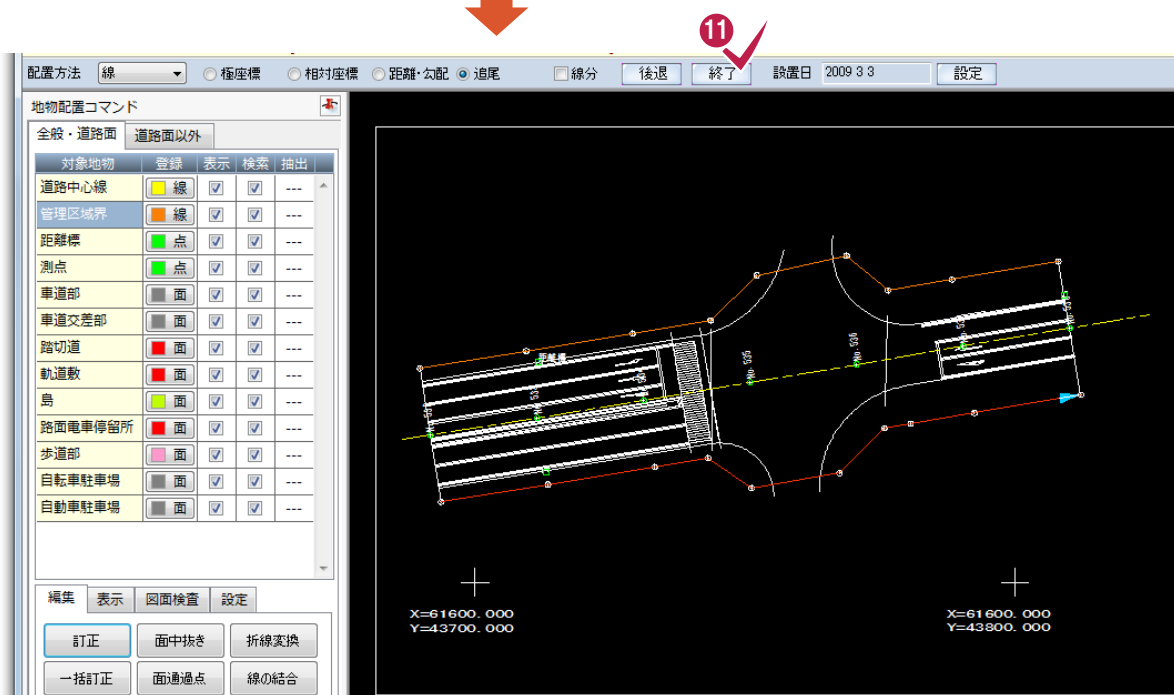 11
配置方法 線 極座標 相対座標 距離・勾配 追尾 線分 後退 終了 設置日 2009 3 3 設定
地物配置コマンド
全般・道路面 道路面以外
対象地物 登録 表示 検索 抽出
道路中心線 線 ---
管理区域界 線 ---
距離標 点 ---
測点 点 ---
車道部 面 ---
車道交差部 面 ---
踏切道 面 ---
軌道敷 面 ---
島 面 ---
路面電車停留所 面 ---
歩道部 面 ---
自転車駐車場 面 ---
自動車駐車場 面 ---
編集 表示 図面検査 設定
訂正 面中抜き 折線変換
一括訂正 面通過点 線の結合
距離標
No. 535
No. 535
X=61600. 000
Y=43700. 000
X=61600. 000
Y=43800. 000